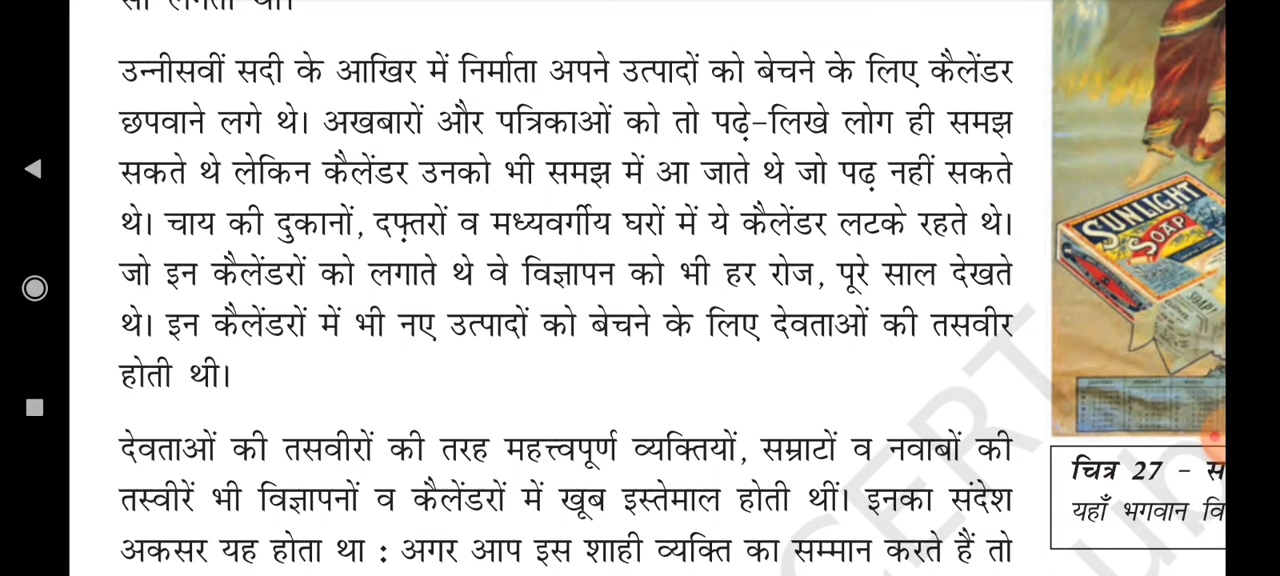 उन्नीसवीं सदी के आखिर में निर्माता अपने उत्पादों को बेचने के लिए कैलेंडर
छपवाने लगे थे। अखबारों और पत्रिकाओं को तो पढ़े-लिखे लोग ही समझ
सकते थे लेकिन कैलेंडर उनको भी समझ में आ जाते थे जो पढ़ नहीं सकते
थे। चाय की दुकानों, दफ़्तरों व मध्यवर्गीय घरों में ये कैलेंडर लटके रहते थे।
जो इन कैलेंडरों को लगाते थे वे विज्ञापन को भी हर रोज, पूरे साल देखते
थे। इन कैलेंडरों में भी नए उत्पादों को बेचने के लिए देवताओं की तसवीर
होती थी।
देवताओं की तसवीरों की तरह महत्त्वपूर्ण व्यक्तियों, सम्राटों व नवाबों की
तस्वीरें भी विज्ञापनों व कैलेंडरों में खूब इस्तेमाल होती थीं। इनका संदेश
अकसर यह होता था : अगर आप इस शाही व्यक्ति का सम्मान करते हैं तो
SUNLIGHT
SOAP
चित्र 27 -
यहाँ भगवान वि